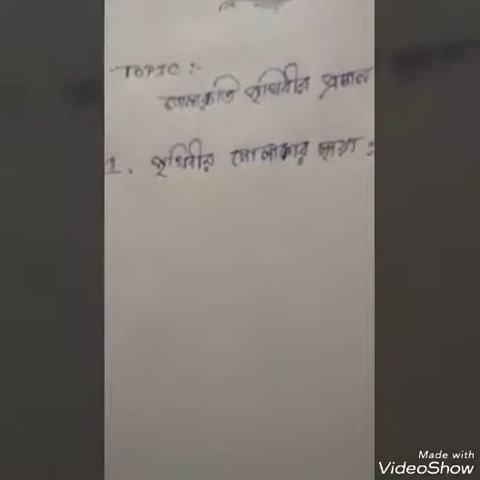 TOPIC :-
গোলাকৃতি পৃথিবীর প্রমাণ
1. পৃথিবীর গোলাকার ছায়া :
Made with
VideoShow